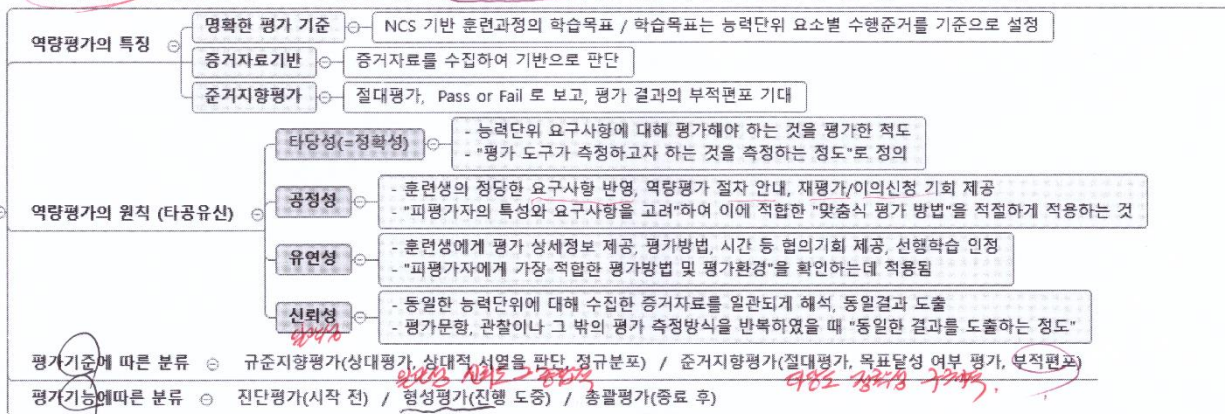 역량평가의 특징
명확한 평가 기준
NCS 기반 훈련과정의 학습목표 / 학습목표는 능력단위 요소별 수행준거를 기준으로 설정
증거자료기반
증거자료를 수집하여 기반으로 판단
준거지향평가
절대평가, Pass or Fail 로 보고, 평가 결과의 부적편포 기대
역량평가의 원칙 (타공유신)
타당성(=정확성)
- 능력단위 요구사항에 대해 평가해야 하는 것을 평가한 척도
- "평가 도구가 측정하고자 하는 것을 측정하는 정도"로 정의
공정성
- 훈련생의 정당한 요구사항 반영, 역량평가 절차 안내, 재평가/이의신청 기회 제공
- "피평가자의 특성와 요구사항을 고려"하여 이에 적합한 "맞춤식 평가 방법"을 적절하게 적용하는 것
유연성
- 훈련생에게 평가 상세정보 제공, 평가방법, 시간 등 협의기회 제공, 선행학습 인정
- "피평가자에게 가장 적합한 평가방법 및 평가환경"을 확인하는데 적용됨
신뢰성
- 동일한 능력단위에 대해 수집한 증거자료를 일관되게 해석, 동일결과 도출
- 평가문항, 관찰이나 그 밖의 평가 측정방식을 반복하였을 때 "동일한 결과를 도출하는 정도"
평가기준에 따른 분류
규준지향평가(상대평가, 상대적 서열을 판단, 정규분포) / 준거지향평가(절대평가, 목표달성 여부 평가, 부적편포)
평가기능에따른 분류
진단평가(시작 전) / 형성평가(진행 도중) / 총괄평가(종료 후)